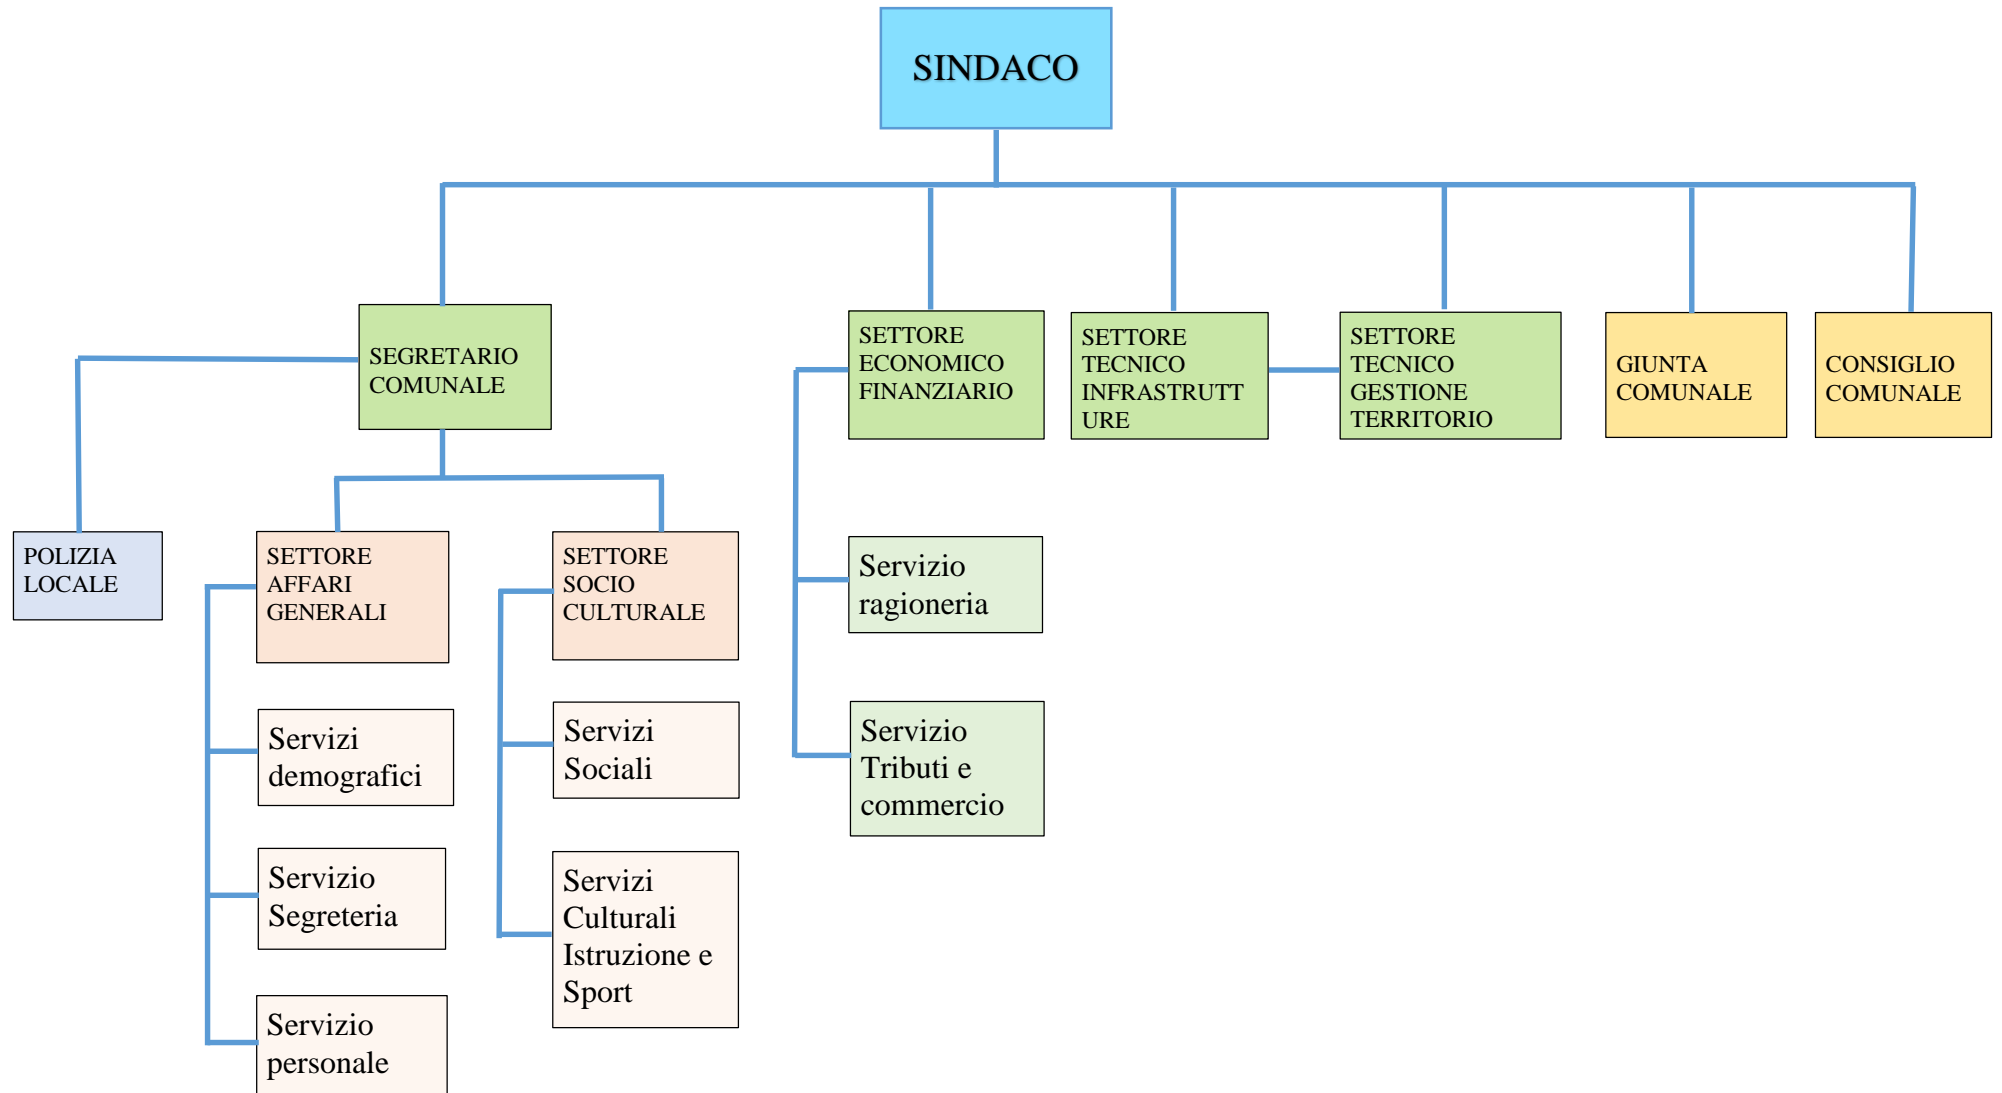 SINDACO
SEGRETARIO
COMUNALE
SETTORE
ECONOMICO
FINANZIARIO
SETTORE
TECNICO
INFRASTRUTT
URE
SETTORE
TECNICO
GESTIONE
TERRITORIO
GIUNTA
COMUNALE
CONSIGLIO
COMUNALE
POLIZIA
LOCALE
SETTORE
AFFARI
GENERALI
SETTORE
SOCIO
CULTURALE
Servizio
ragioneria
Servizi
demografici
Servizi
Sociali
Servizio
Tributi e
commercio
Servizio
Segreteria
Servizi
Culturali
Istruzione e
Sport
Servizio
personale